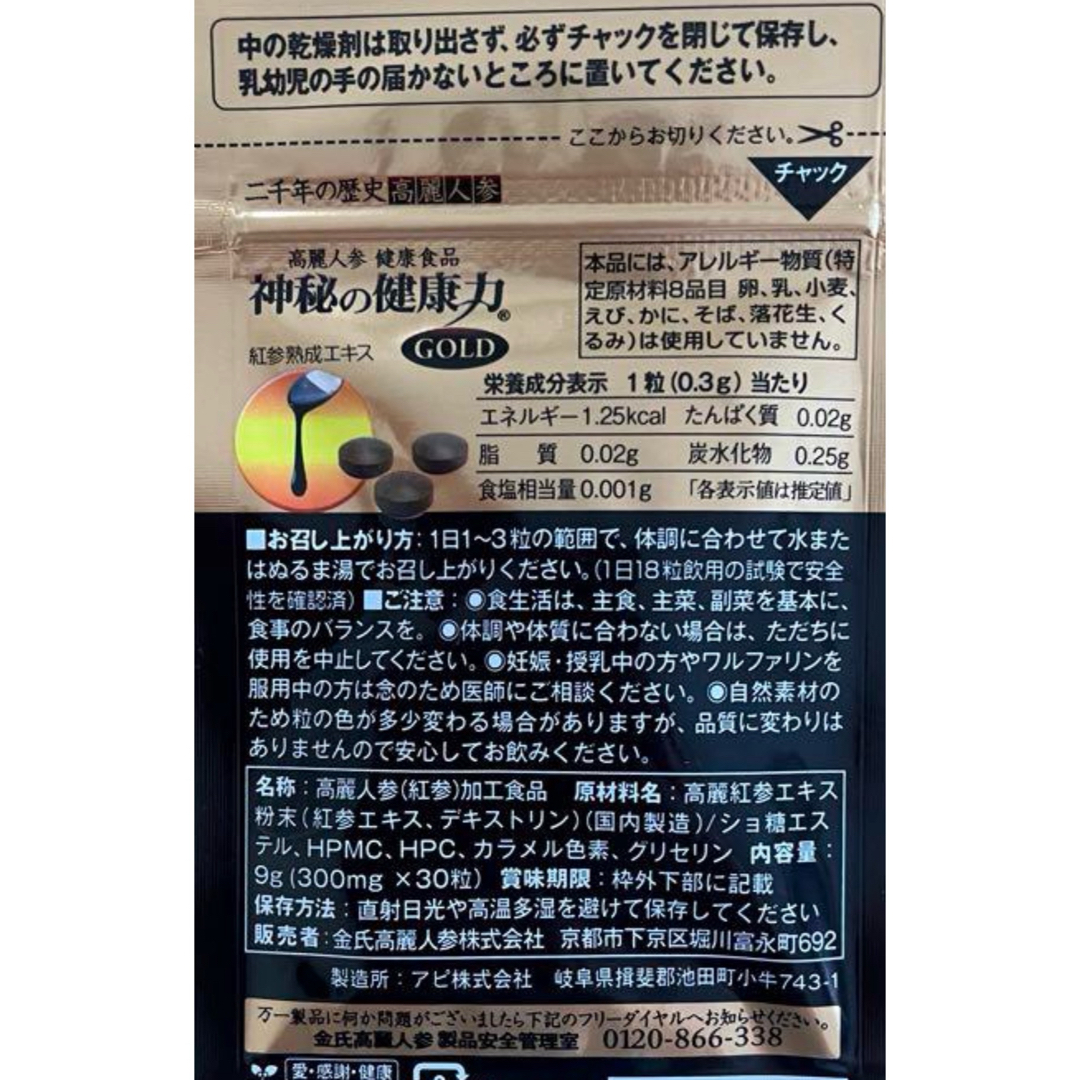 中の乾燥剤は取り出さず、必ずチャックを閉じて保存し、
乳幼児の手の届かないところに置いてください。
ここからお切りください。
チャック
二千年の歴史 高麗人参
高麗人参 健康食品
神秘の健康力®
GOLD
紅参熟成エキス
本品には、アレルギー物質(特
定原材料8品目 卵、乳、小麦、
えび、かに、そば、落花生、く
るみ)は使用していません。
栄養成分表示 1粒(0.3g)当たり
エネルギー1.25kcal たんぱく質 0.02g
脂 質 0.02g 炭水化物 0.25g
食塩相当量0.001g 「各表示値は推定値」
■お召し上がり方:1日1~3粒の範囲で、体調に合わせて水また
はぬるま湯でお召し上がりください。(1日18粒飲用の試験で安全
性を確認済) ■ご注意:◉食生活は、主食、主菜、副菜を基本に、
食事のバランスを。◉体調や体質に合わない場合は、ただちに
使用を中止してください。◉妊娠・授乳中の方やワルファリンを
服用中の方は念のため医師にご相談ください。◉自然素材の
ため粒の色が多少変わる場合がありますが、品質に変わりは
ありませんので安心してお飲みください。
名称:高麗人参(紅参)加工食品 原材料名:高麗紅参エキス
粉末(紅参エキス、デキストリン)(国内製造)/ショ糖エス
テル、HPMC、HPC、カラメル色素、グリセリン 内容量:
9g(300mg ×30粒) 賞味期限:枠外下部に記載
保存方法:直射日光や高温多湿を避けて保存してください
販売者:金氏高麗人参株式会社 京都市下京区堀川富永町692
製造所:アピ株式会社 岐阜県揖斐郡池田町小牛743-1
万一製品に何か問題がございましたら下記のフリーダイヤルへお知らせください。
金氏高麗人参 製品安全管理室 0120-866-338
愛・感謝・健康